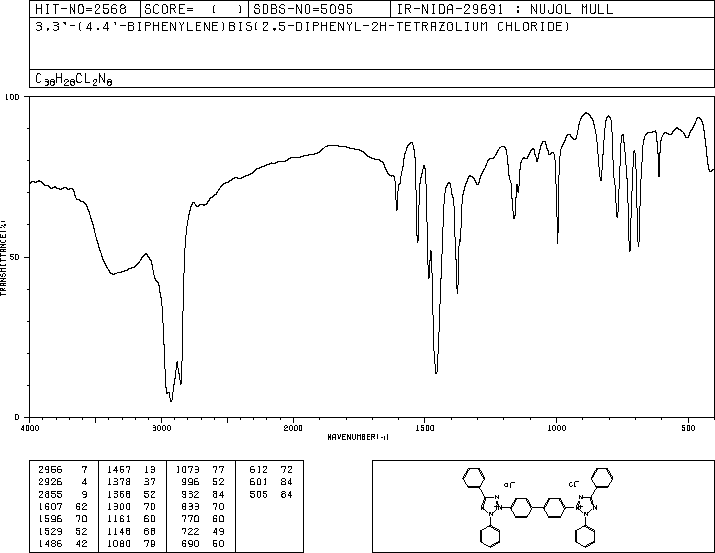 HIT-NO=2568 SCORE= ( ) SDBS-NO=5095 IR-NIDA-29691 : NUJOL MULL
3,3'-(4,4'-BIPHENYLENE)BIS(2,5-DIPHENYL-2H-TETRAZOLIUM CHLORIDE)
C38H28CL2N8
100
50
0
TRANSMITTANCE(%)
4000 3000 2000 1500 1000 500
WAVENUMBER(-1)
2966 7 1467 13 1073 77 612 72
2926 4 1378 37 996 52 601 84
2855 9 1368 52 932 84 505 84
1607 62 1300 70 833 70
1596 70 1161 60 770 60
1529 52 1148 68 722 49
1486 42 1080 79 690 50
Cl- Cl-
N N
N N+ N+ N
N N